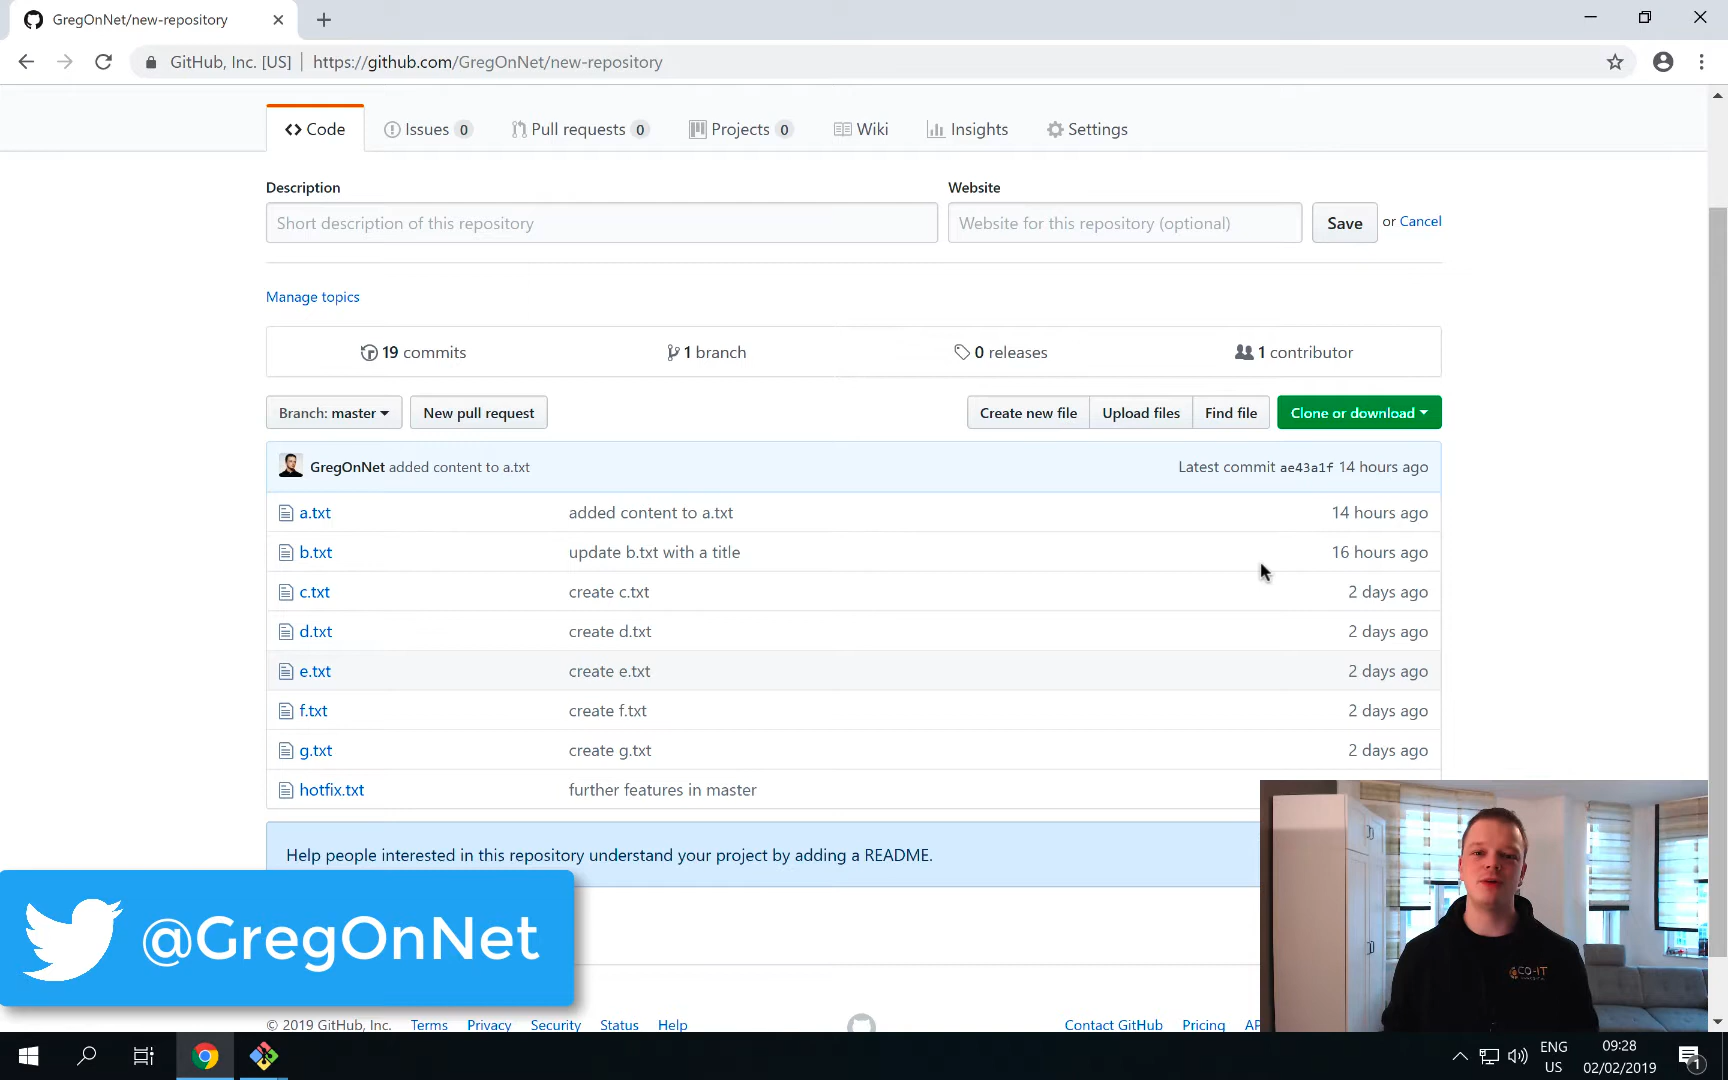 GregOnNet/new-repository
GitHub, Inc. [US] | https://github.com/GregOnNet/new-repository
Code Issues 0 Pull requests 0 Projects 0 Wiki Insights Settings
Description Website
Short description of this repository Website for this repository (optional) Save or Cancel
Manage topics
19 commits 1 branch 0 releases 1 contributor
Branch: master New pull request Create new file Upload files Find file Clone or download
GregOnNet added content to a.txt Latest commit ae43a1f 14 hours ago
a.txt added content to a.txt 14 hours ago
b.txt update b.txt with a title 16 hours ago
c.txt create c.txt 2 days ago
d.txt create d.txt 2 days ago
e.txt create e.txt 2 days ago
f.txt create f.txt 2 days ago
g.txt create g.txt 2 days ago
hotfix.txt further features in master
Help people interested in this repository understand your project by adding a README.
@GregOnNet
CO-IT
© 2019 GitHub, Inc. Terms Privacy Security Status Help Contact GitHub Pricing AP
ENG 09:28
US 02/02/2019 1